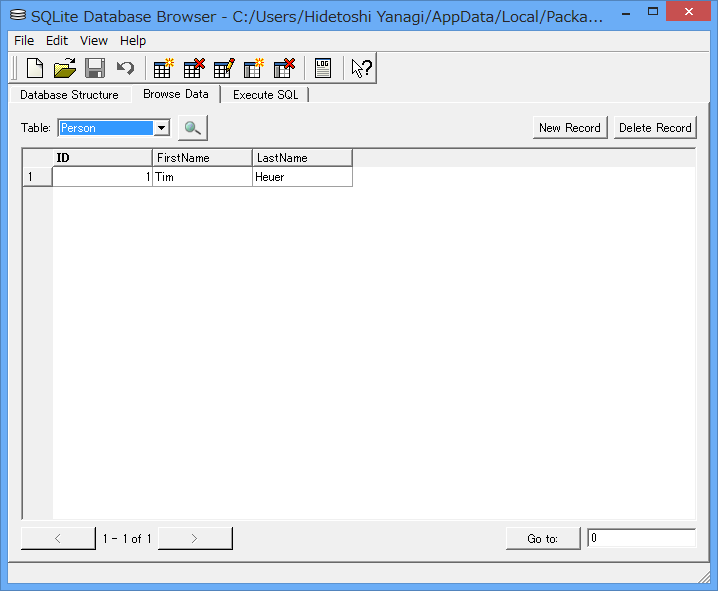 SQLite Database Browser - C:/Users/Hidetoshi Yanagi/AppData/Local/Packa...
File Edit View Help
LOG
?
Database Structure Browse Data Execute SQL
Table: Person New Record Delete Record
ID FirstName LastName
1 1 Tim Heuer
< 1 - 1 of 1 > Go to: 0